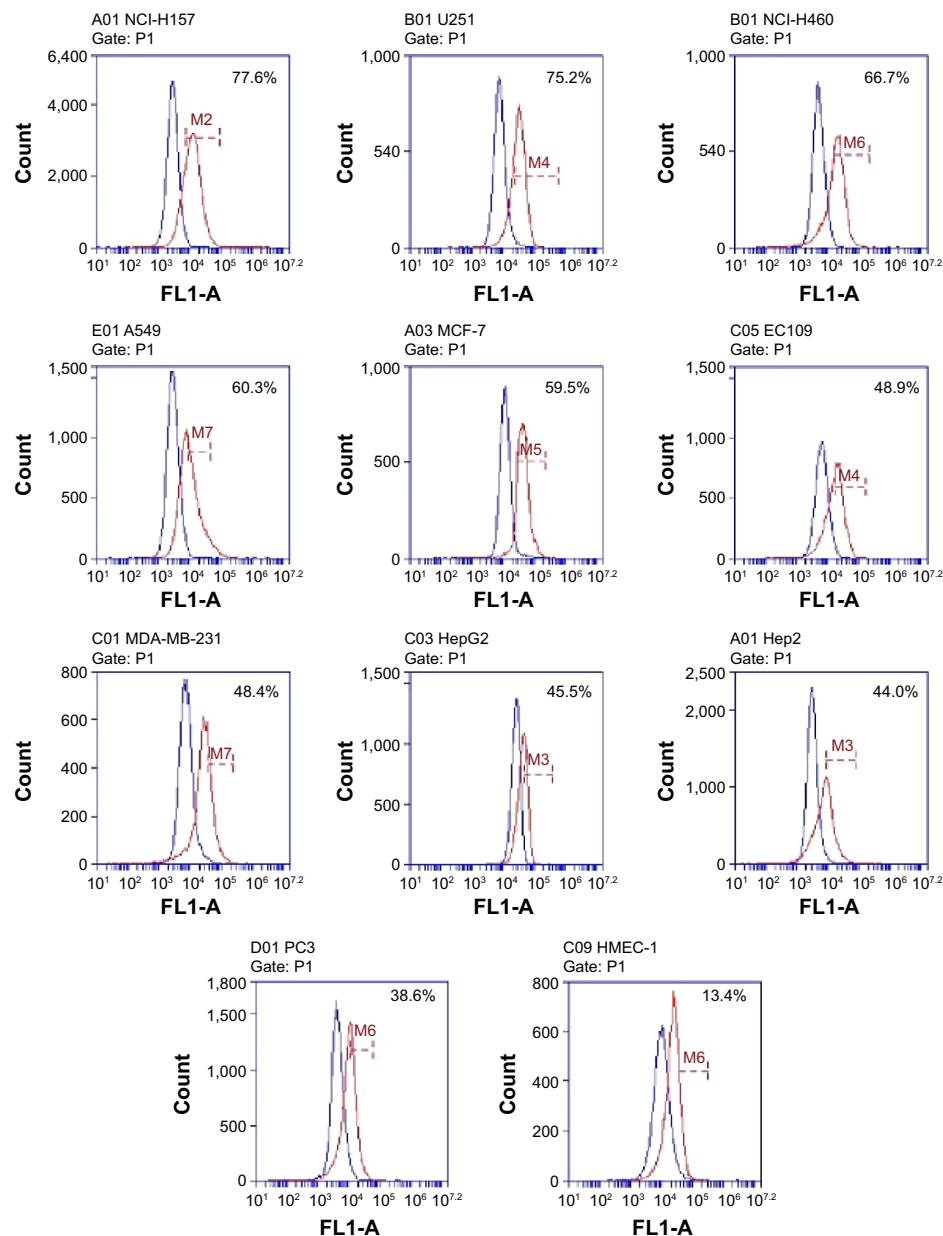 A01 NCI-H157
Gate: P1
6,400
4,000
2,000
0
Count
77.6%
M2
10¹ 10² 10³ 10⁴ 10⁵ 10⁶ 10⁷·²
FL1-A
B01 U251
Gate: P1
1,000
540
0
Count
75.2%
M4
10¹ 10² 10³ 10⁴ 10⁵ 10⁶ 10⁷·²
FL1-A
B01 NCI-H460
Gate: P1
1,000
540
0
Count
66.7%
M6
10¹ 10² 10³ 10⁴ 10⁵ 10⁶ 10⁷·²
FL1-A
E01 A549
Gate: P1
1,500
1,000
500
0
Count
60.3%
M7
10¹ 10² 10³ 10⁴ 10⁵ 10⁶ 10⁷·²
FL1-A
A03 MCF-7
Gate: P1
1,000
500
0
Count
59.5%
M5
10¹ 10² 10³ 10⁴ 10⁵ 10⁶ 10⁷·²
FL1-A
C05 EC109
Gate: P1
1,500
1,000
500
0
Count
48.9%
M4
10¹ 10² 10³ 10⁴ 10⁵ 10⁶ 10⁷·²
FL1-A
C01 MDA-MB-231
Gate: P1
800
600
400
200
0
Count
48.4%
M7
10¹ 10² 10³ 10⁴ 10⁵ 10⁶ 10⁷·²
FL1-A
C03 HepG2
Gate: P1
1,500
1,000
500
0
Count
45.5%
M3
10¹ 10² 10³ 10⁴ 10⁵ 10⁶ 10⁷·²
FL1-A
A01 Hep2
Gate: P1
2,500
2,000
1,000
0
Count
44.0%
M3
10¹ 10² 10³ 10⁴ 10⁵ 10⁶ 10⁷·²
FL1-A
D01 PC3
Gate: P1
1,800
1,500
1,000
500
0
Count
38.6%
M6
10¹ 10² 10³ 10⁴ 10⁵ 10⁶ 10⁷·²
FL1-A
C09 HMEC-1
Gate: P1
800
600
400
200
0
Count
13.4%
M6
10¹ 10² 10³ 10⁴ 10⁵ 10⁶ 10⁷·²
FL1-A